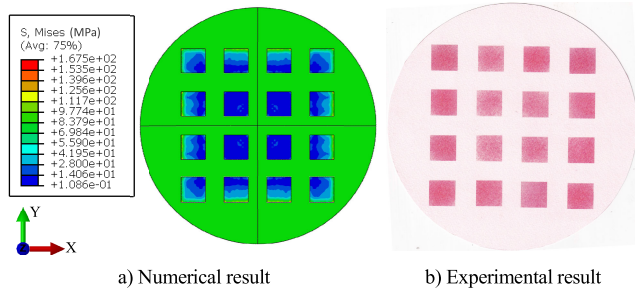 S, Mises (MPa)
(Avg: 75%)
+1.675e+02
+1.535e+02
+1.396e+02
+1.256e+02
+1.117e+02
+9.774e+01
+8.379e+01
+6.984e+01
+5.590e+01
+4.195e+01
+2.800e+01
+1.406e+01
+1.086e-01
Y
Z
X
a) Numerical result
b) Experimental result